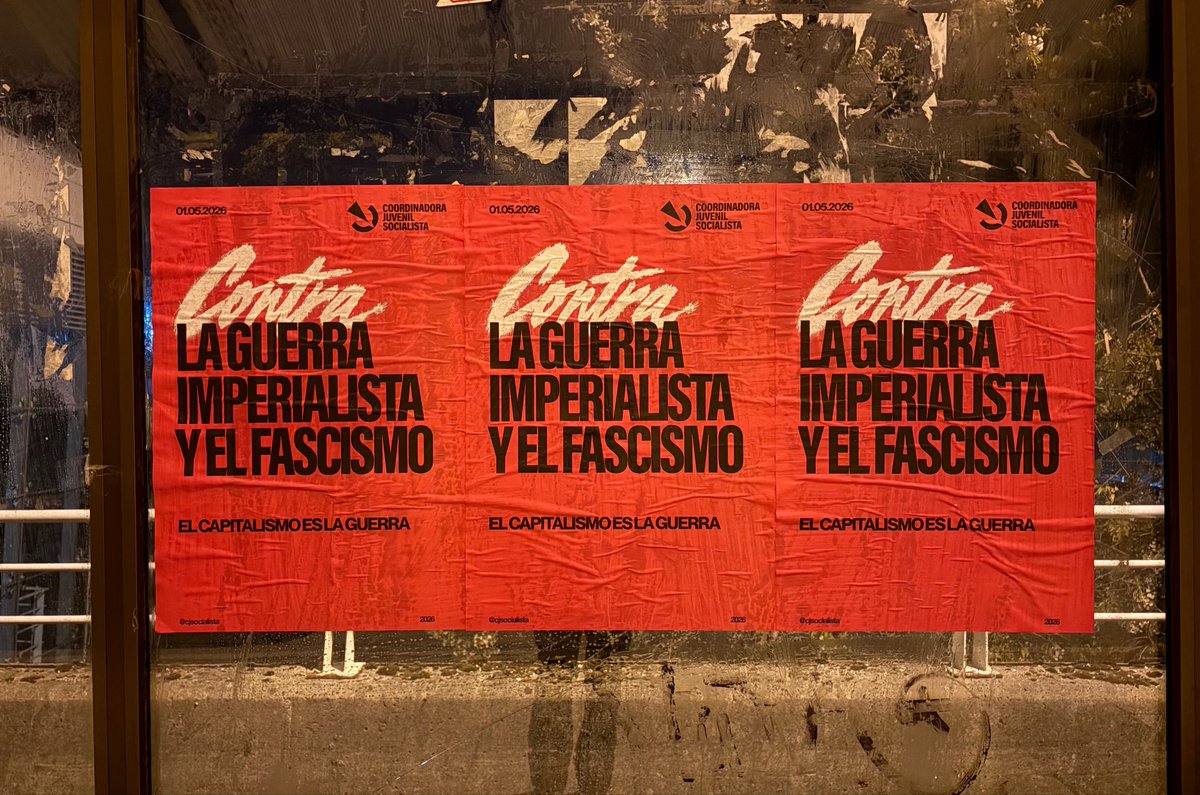 01.05.2026
COORDINADORA
JUVENIL
SOCIALISTA
Contra
LA GUERRA
IMPERIALISTA
Y EL FASCISMO
EL CAPITALISMO ES LA GUERRA
@cjsocialista
2026
01.05.2026
COORDINADORA
JUVENIL
SOCIALISTA
Contra
LA GUERRA
IMPERIALISTA
Y EL FASCISMO
EL CAPITALISMO ES LA GUERRA
@cjsocialista
2026
01.05.2026
COORDINADORA
JUVENIL
SOCIALISTA
Contra
LA GUERRA
IMPERIALISTA
Y EL FASCISMO
EL CAPITALISMO ES LA GUERRA
@cjsocialista
2026